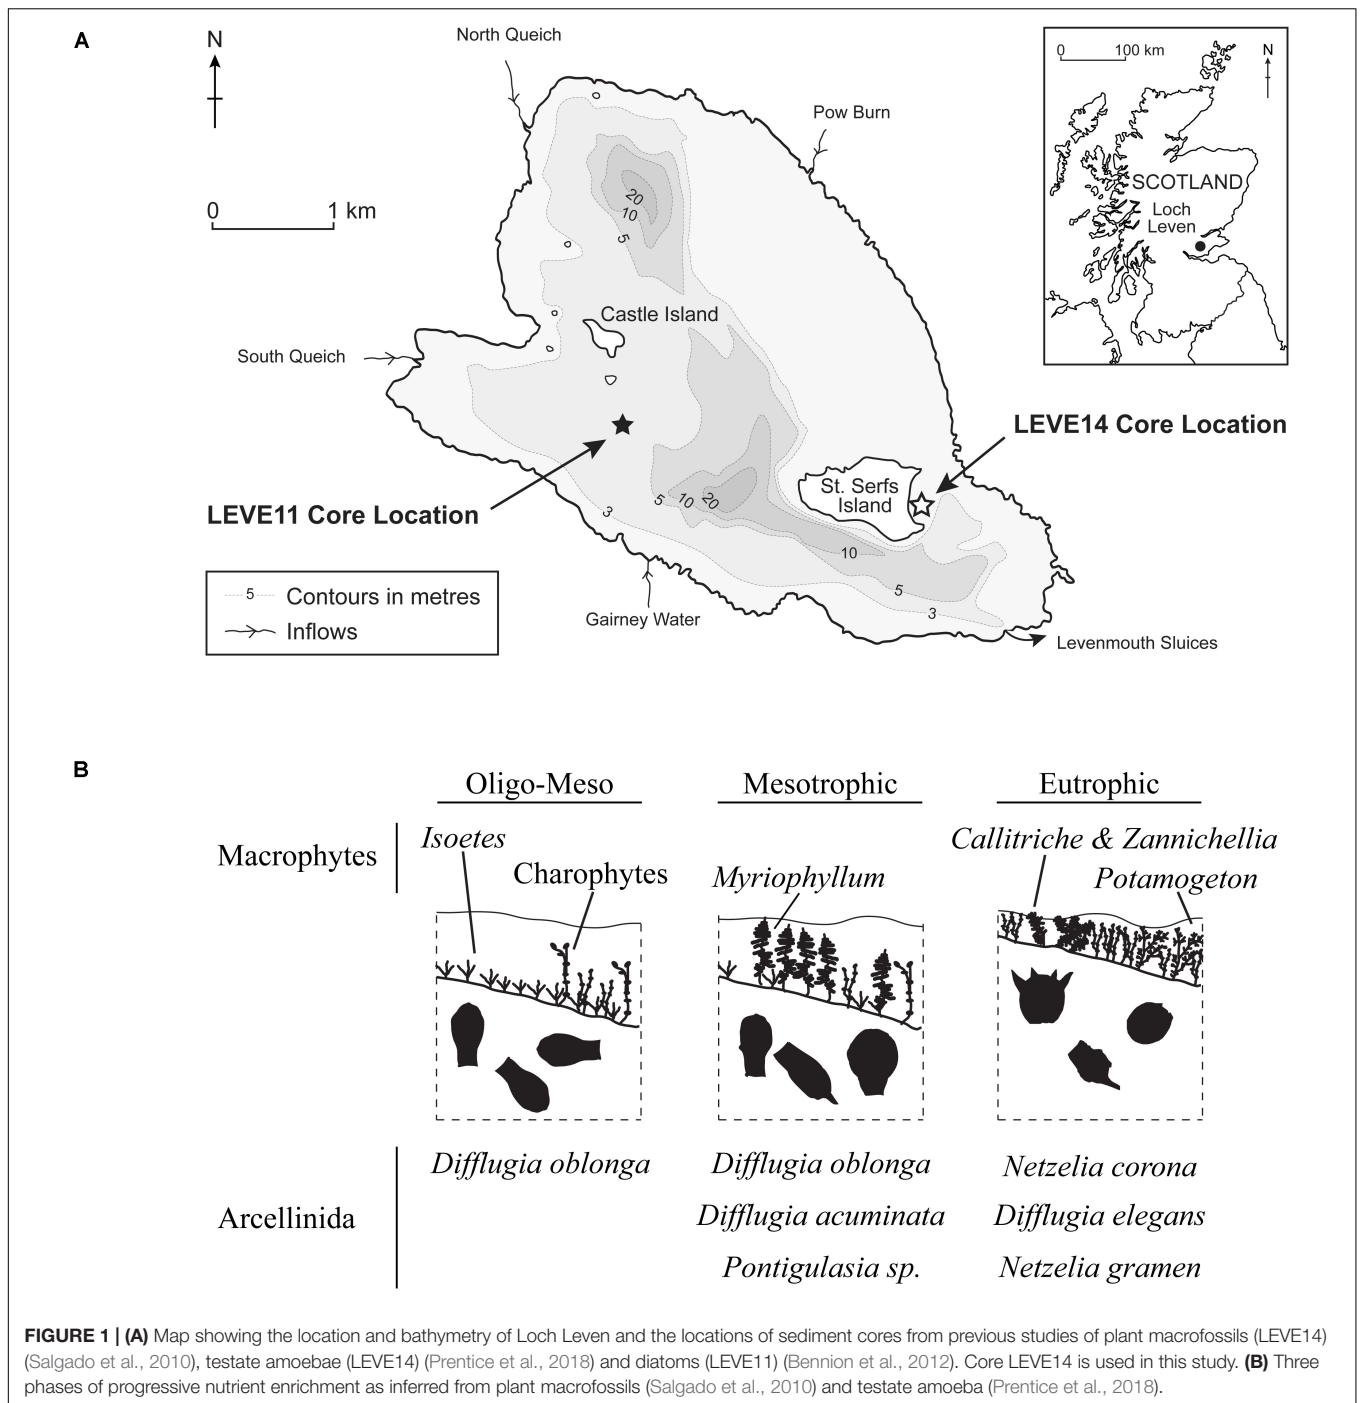 A
N
0 1 km
North Queich
Pow Burn
0 100 km
N
SCOTLAND
Loch
Leven
20
10
5
Castle Island
South Queich
LEVE14 Core Location
St. Serfs
Island
LEVE11 Core Location
5
10
20
3
10
5
3
5 Contours in metres
Inflows
Gairney Water
Levenmouth Sluices
B
Oligo-Meso Mesotrophic Eutrophic
Macrophytes
Isoetes
Charophytes
Myriophyllum
Callitriche & Zannichellia
Potamogeton
Arcellinida
Difflugia oblonga
Difflugia oblonga
Difflugia acuminata
Pontigulasia sp.
Netzelia corona
Difflugia elegans
Netzelia gramen
FIGURE 1 | (A) Map showing the location and bathymetry of Loch Leven and the locations of sediment cores from previous studies of plant macrofossils (LEVE14)
(Salgado et al., 2010), testate amoebae (LEVE14) (Prentice et al., 2018) and diatoms (LEVE11) (Bennion et al., 2012). Core LEVE14 is used in this study. (B) Three
phases of progressive nutrient enrichment as inferred from plant macrofossils (Salgado et al., 2010) and testate amoeba (Prentice et al., 2018).